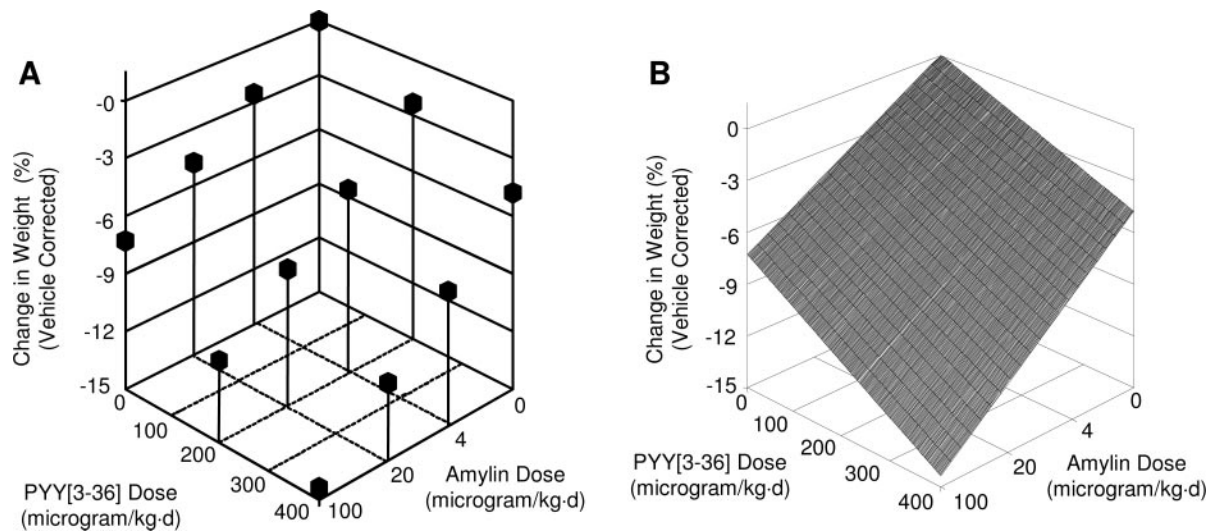 A
Change in Weight (%)
(Vehicle Corrected)
-0
-3
-6
-9
-12
-15
0
100
200
300
400
PYY[3-36] Dose
(microgram/kg·d)
100
20
4
0
Amylin Dose
(microgram/kg·d)
B
Change in Weight (%)
(Vehicle Corrected)
0
-3
-6
-9
-12
-15
0
100
200
300
400
PYY[3-36] Dose
(microgram/kg·d)
100
20
4
0
Amylin Dose
(microgram/kg·d)